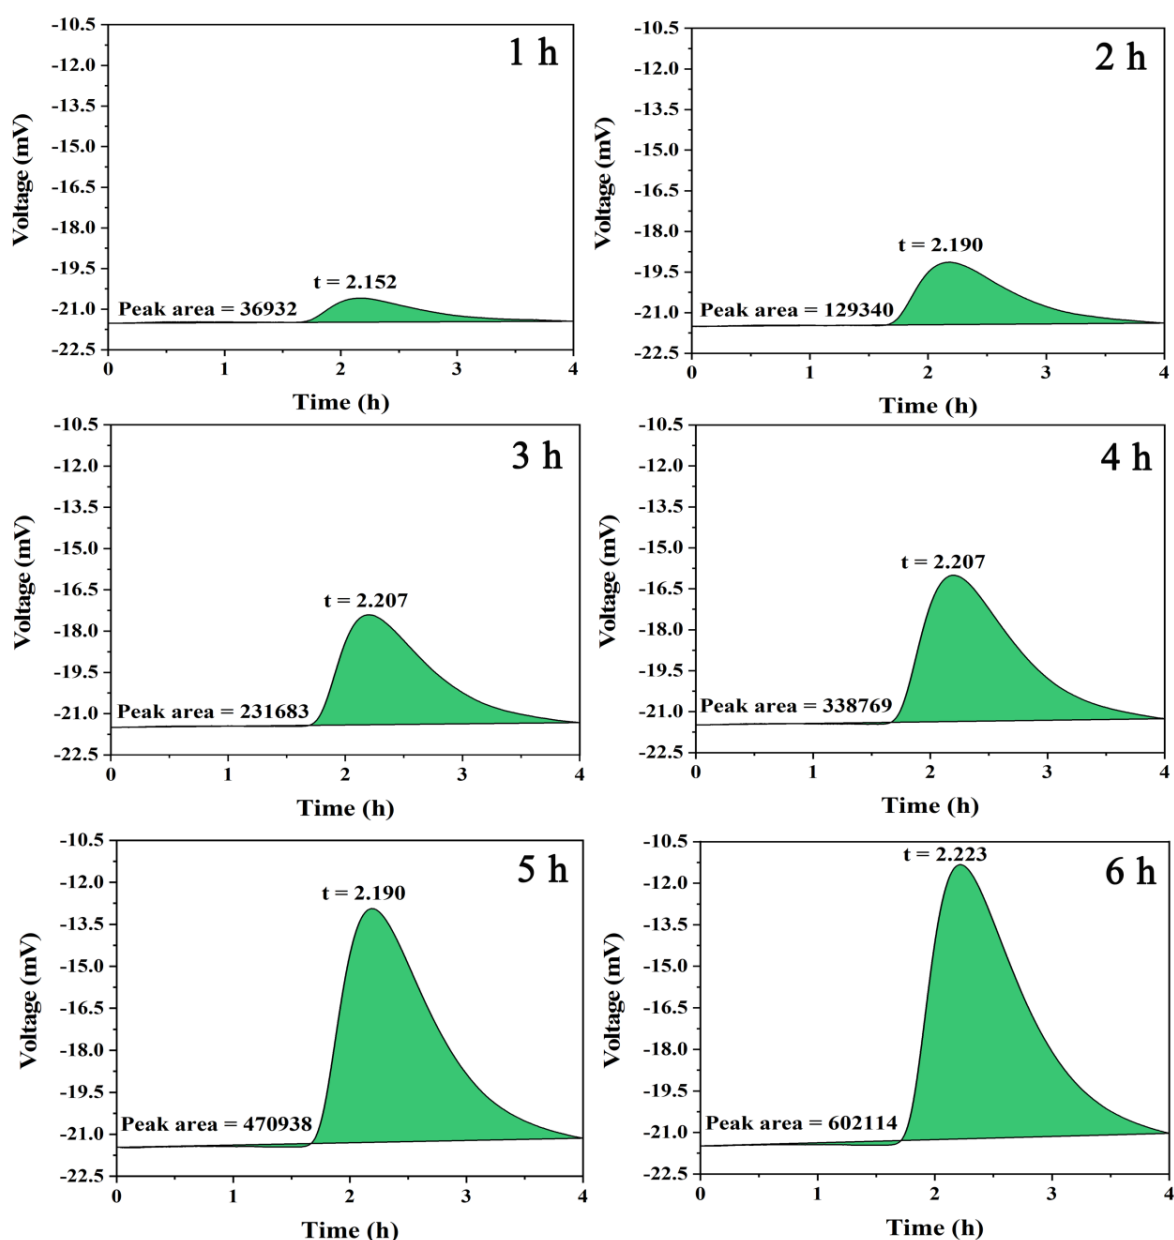 1 h
-10.5
-12.0
-13.5
-15.0
-16.5
-18.0
-19.5
-21.0
-22.5
Voltage (mV)
t = 2.152
Peak area = 36932
0 1 2 3 4
Time (h)
2 h
-10.5
-12.0
-13.5
-15.0
-16.5
-18.0
-19.5
-21.0
-22.5
Voltage (mV)
t = 2.190
Peak area = 129340
0 1 2 3 4
Time (h)
3 h
-10.5
-12.0
-13.5
-15.0
-16.5
-18.0
-19.5
-21.0
-22.5
Voltage (mV)
t = 2.207
Peak area = 231683
0 1 2 3 4
Time (h)
4 h
-10.5
-12.0
-13.5
-15.0
-16.5
-18.0
-19.5
-21.0
-22.5
Voltage (mV)
t = 2.207
Peak area = 338769
0 1 2 3 4
Time (h)
5 h
-10.5
-12.0
-13.5
-15.0
-16.5
-18.0
-19.5
-21.0
-22.5
Voltage (mV)
t = 2.190
Peak area = 470938
0 1 2 3 4
Time (h)
6 h
-10.5
-12.0
-13.5
-15.0
-16.5
-18.0
-19.5
-21.0
-22.5
Voltage (mV)
t = 2.223
Peak area = 602114
0 1 2 3 4
Time (h)